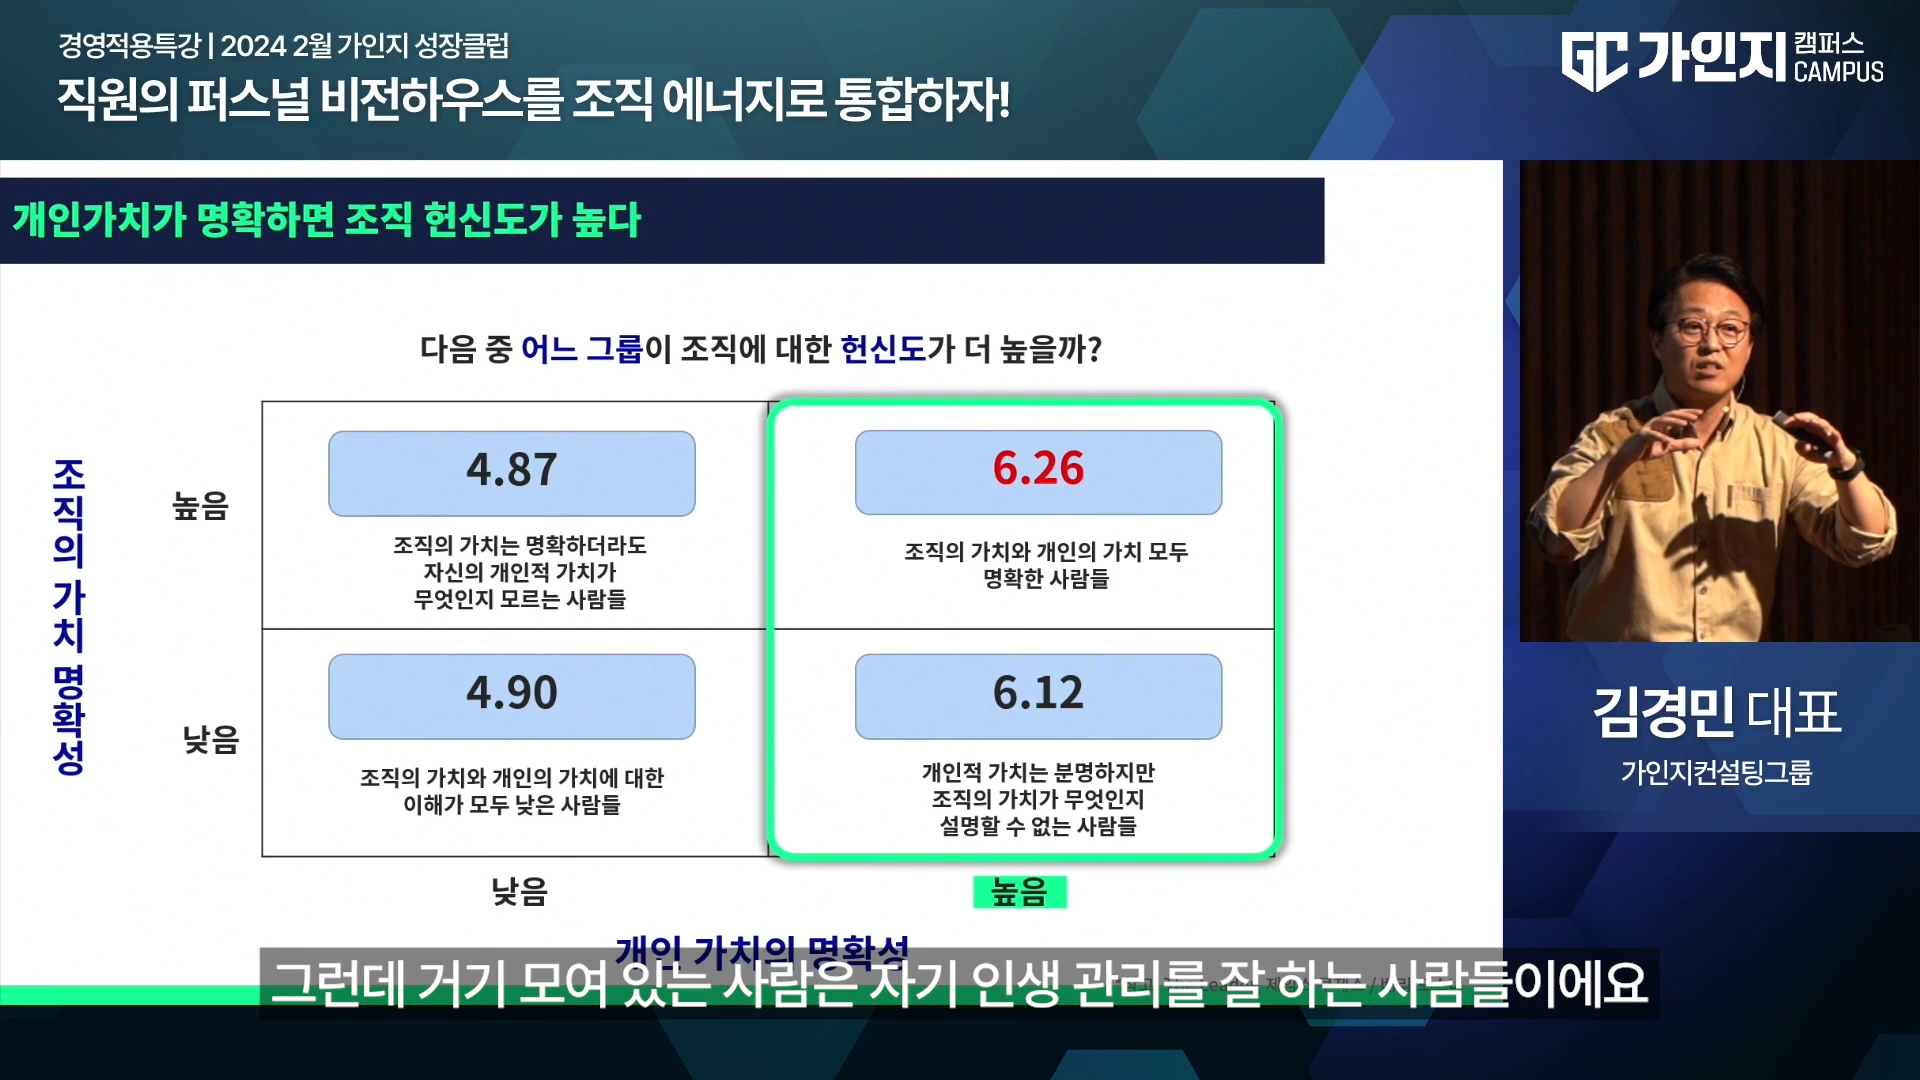 경영적용특강 | 2024 2월 가인지 성장클럽
직원의 퍼스널 비전하우스를 조직 에너지로 통합하자!
GC 가인지 캠퍼스 CAMPUS
개인가치가 명확하면 조직 헌신도가 높다
다음 중 어느 그룹이 조직에 대한 헌신도가 더 높을까?
조직의 가치 명확성
높음
4.87
조직의 가치는 명확하더라도
자신의 개인적 가치가
무엇인지 모르는 사람들
6.26
조직의 가치와 개인의 가치 모두
명확한 사람들
낮음
4.90
조직의 가치와 개인의 가치에 대한
이해가 모두 낮은 사람들
6.12
개인적 가치는 분명하지만
조직의 가치가 무엇인지
설명할 수 없는 사람들
낮음
높음
개인 가치의 명확성
그런데 거기 모여 있는 사람은 자기 인생 관리를 잘 하는 사람들이에요
김경민 대표
가인지컨설팅그룹